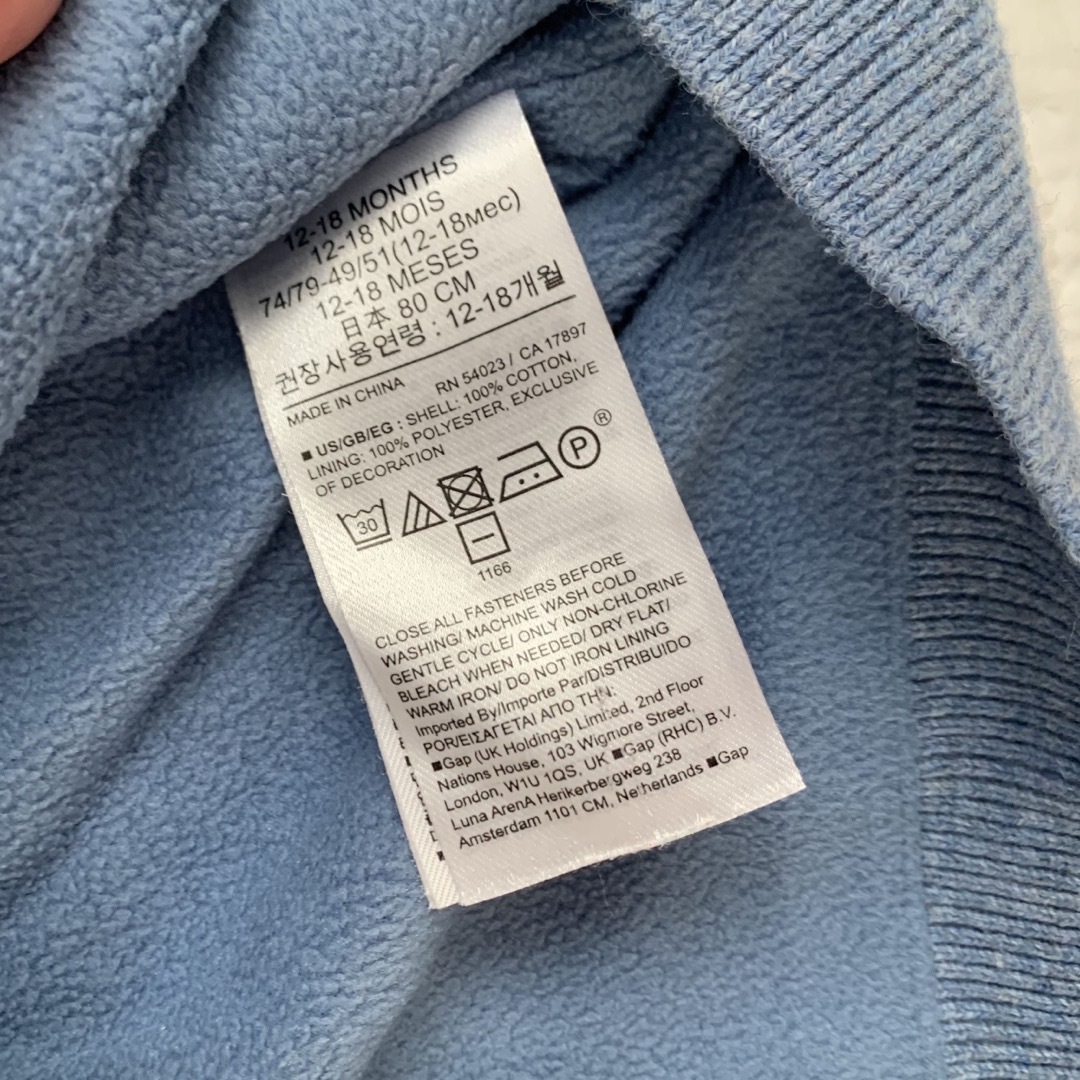 12-18 MONTHS
12-18 MOIS
74/79-49/51(12-18мес)
12-18 MESES
日本 80 CM
권장사용연령 : 12-18개월
MADE IN CHINA RN 54023 / CA 17897
■ US/GB/EG : SHELL: 100% COTTON,
LINING: 100% POLYESTER, EXCLUSIVE
OF DECORATION
30 P ®
1166
CLOSE ALL FASTENERS BEFORE
WASHING/ MACHINE WASH COLD
GENTLE CYCLE/ ONLY NON-CHLORINE
BLEACH WHEN NEEDED/ DRY FLAT/
WARM IRON/ DO NOT IRON LINING
Imported By/Importe Par/DISTRIBUIDO
POR/ΕΙΣΑΓΕΤΑΙ ΑΠΟ ΤΗΝ:
■Gap (UK Holdings) Limited, 2nd Floor
Nations House, 103 Wigmore Street,
London, W1U 1QS, UK ■Gap (RHC) B.V.
Luna ArenA Herikerbergweg 238
Amsterdam 1101 CM, Netherlands ■Gap